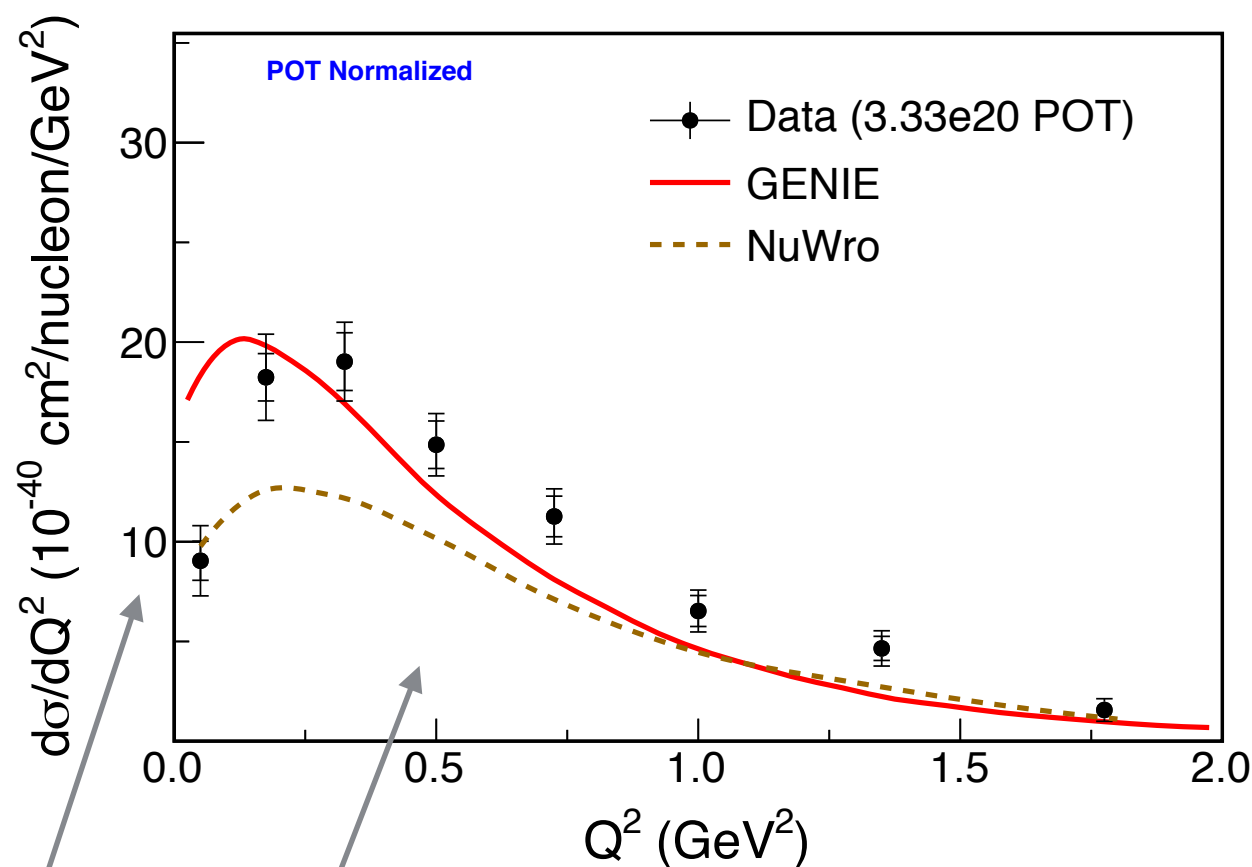 POT Normalized
Data (3.33e20 POT)
GENIE
NuWro
dσ/dQ² (10⁻⁴⁰ cm²/nucleon/GeV²)
30
20
10
0.0 0.5 1.0 1.5 2.0
Q² (GeV²)